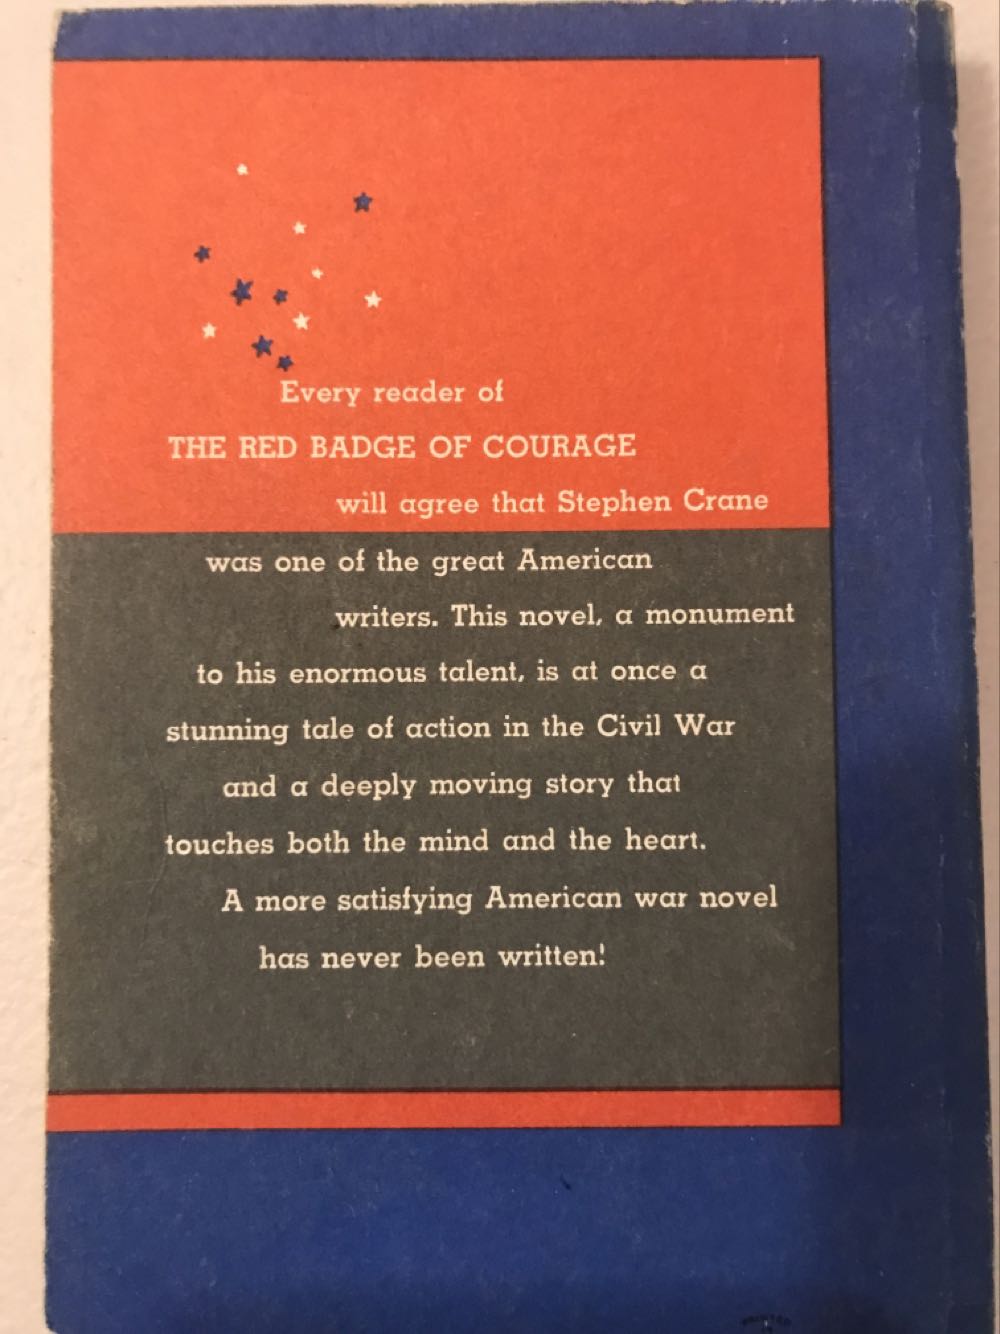 Every reader of
THE RED BADGE OF COURAGE
will agree that Stephen Crane
was one of the great American
writers. This novel, a monument
to his enormous talent, is at once a
stunning tale of action in the Civil War
and a deeply moving story that
touches both the mind and the heart.
A more satisfying American war novel
has never been written!